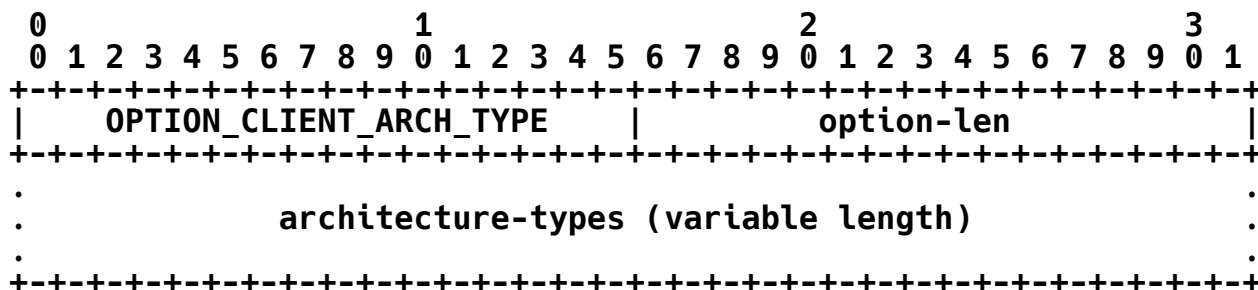 0                   1                   2                   3
 0 1 2 3 4 5 6 7 8 9 0 1 2 3 4 5 6 7 8 9 0 1 2 3 4 5 6 7 8 9 0 1
+-+-+-+-+-+-+-+-+-+-+-+-+-+-+-+-+-+-+-+-+-+-+-+-+-+-+-+-+-+-+-+-+
|    OPTION_CLIENT_ARCH_TYPE    |         option-len            |
+-+-+-+-+-+-+-+-+-+-+-+-+-+-+-+-+-+-+-+-+-+-+-+-+-+-+-+-+-+-+-+-+
.                                                               .
.             architecture-types (variable length)              .
.                                                               .
+-+-+-+-+-+-+-+-+-+-+-+-+-+-+-+-+-+-+-+-+-+-+-+-+-+-+-+-+-+-+-+-+